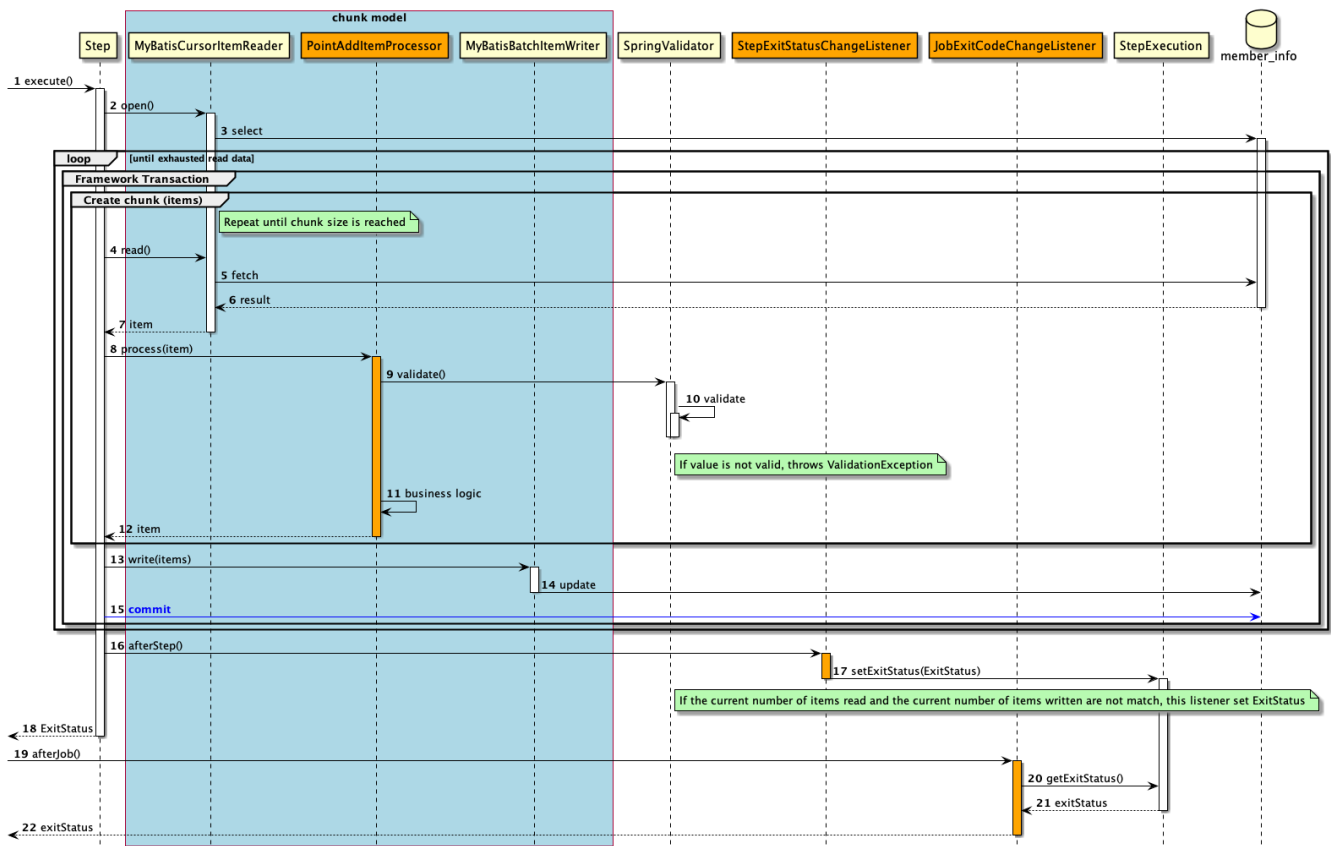 chunk model
Step
MyBatisCursorItemReader
PointAddItemProcessor
MyBatisBatchItemWriter
SpringValidator
StepExitStatusChangeListener
JobExitCodeChangeListener
StepExecution
member_info
1 execute()
2 open()
3 select
loop [until exhausted read data]
Framework Transaction
Create chunk (items)
Repeat until chunk size is reached
4 read()
5 fetch
6 result
7 item
8 process(item)
9 validate()
10 validate
If value is not valid, throws ValidationException
11 business logic
12 item
13 write(items)
14 update
15 commit
16 afterStep()
17 setExitStatus(ExitStatus)
If the current number of items read and the current number of items written are not match, this listener set ExitStatus
18 ExitStatus
19 afterJob()
20 getExitStatus()
21 exitStatus
22 exitStatus